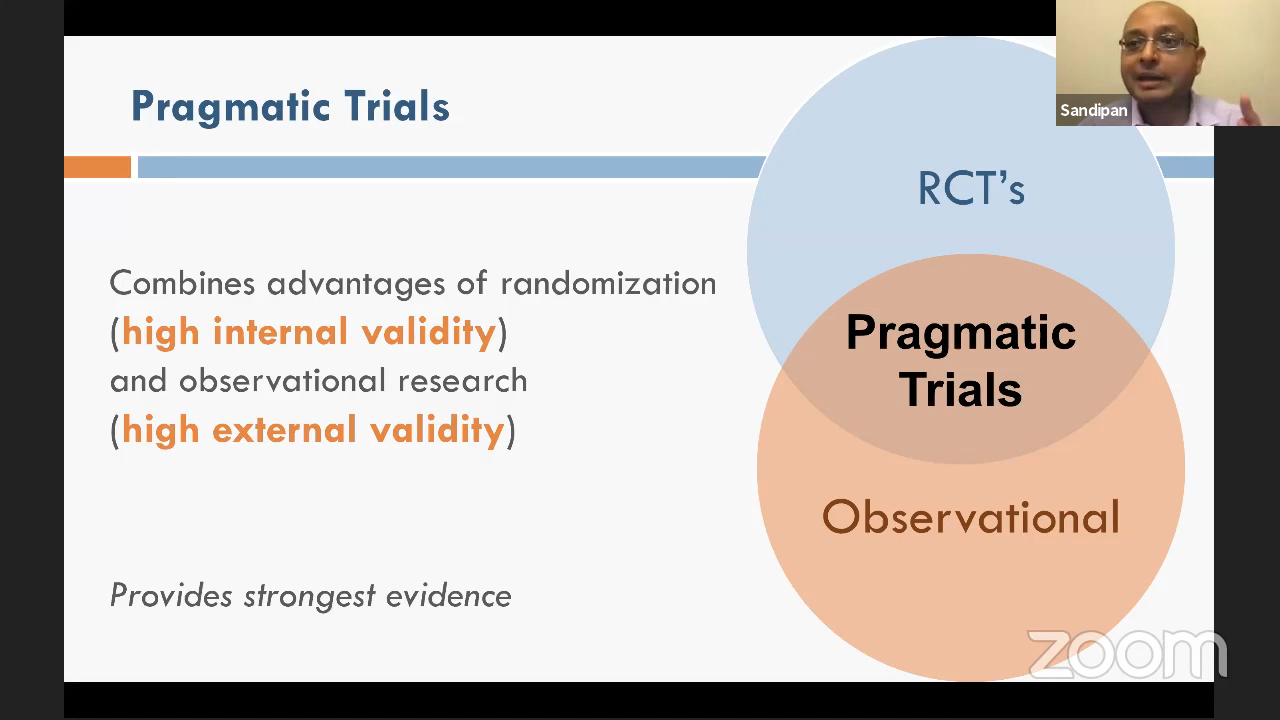 Pragmatic Trials
Sandipan
RCT's
Combines advantages of randomization
(high internal validity)
and observational research
(high external validity)
Pragmatic
Trials
Observational
Provides strongest evidence
zoom